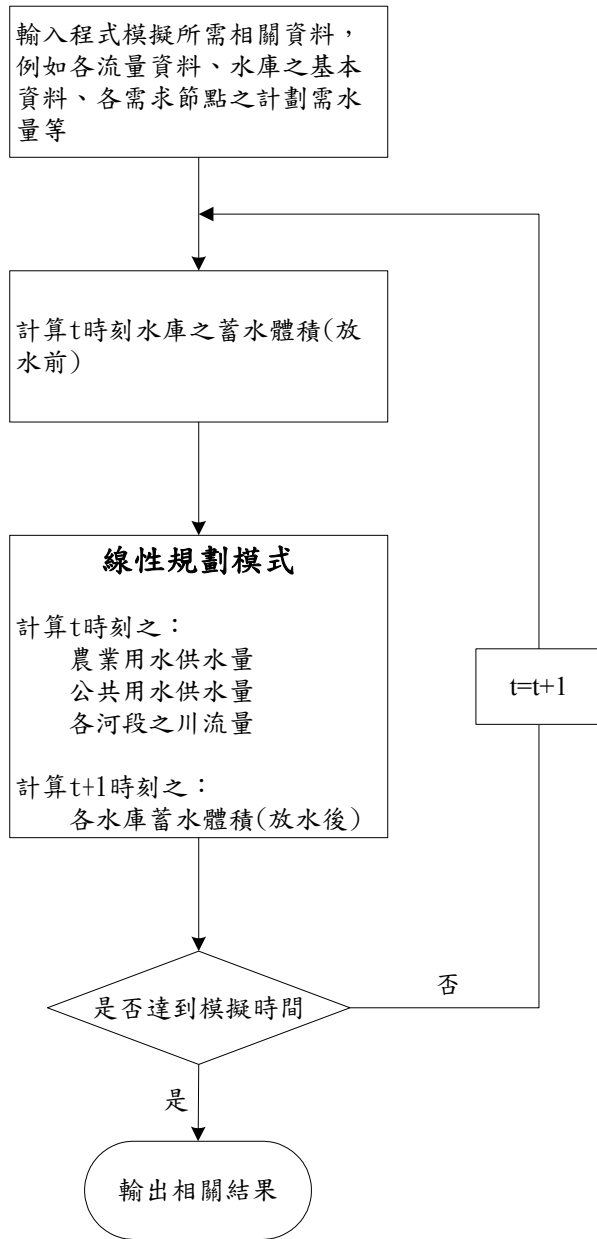 輸入程式模擬所需相關資料，
例如各流量資料、水庫之基本
資料、各需求節點之計劃需水
量等
計算t時刻水庫之蓄水體積(放
水前)
線性規劃模式
計算t時刻之：
農業用水供水量
公共用水供水量
各河段之川流量
計算t+1時刻之：
各水庫蓄水體積(放水後)
t=t+1
是否達到模擬時間
否
是
輸出相關結果